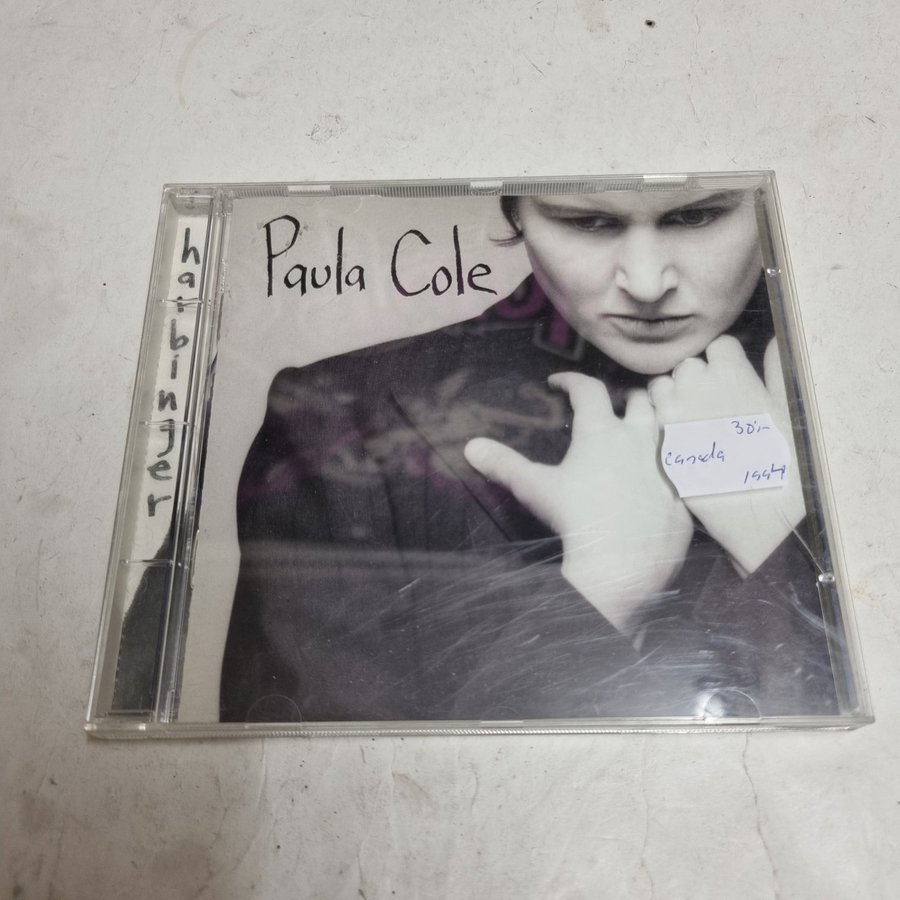 harbinger
Paula Cole
30:-
canada
1994